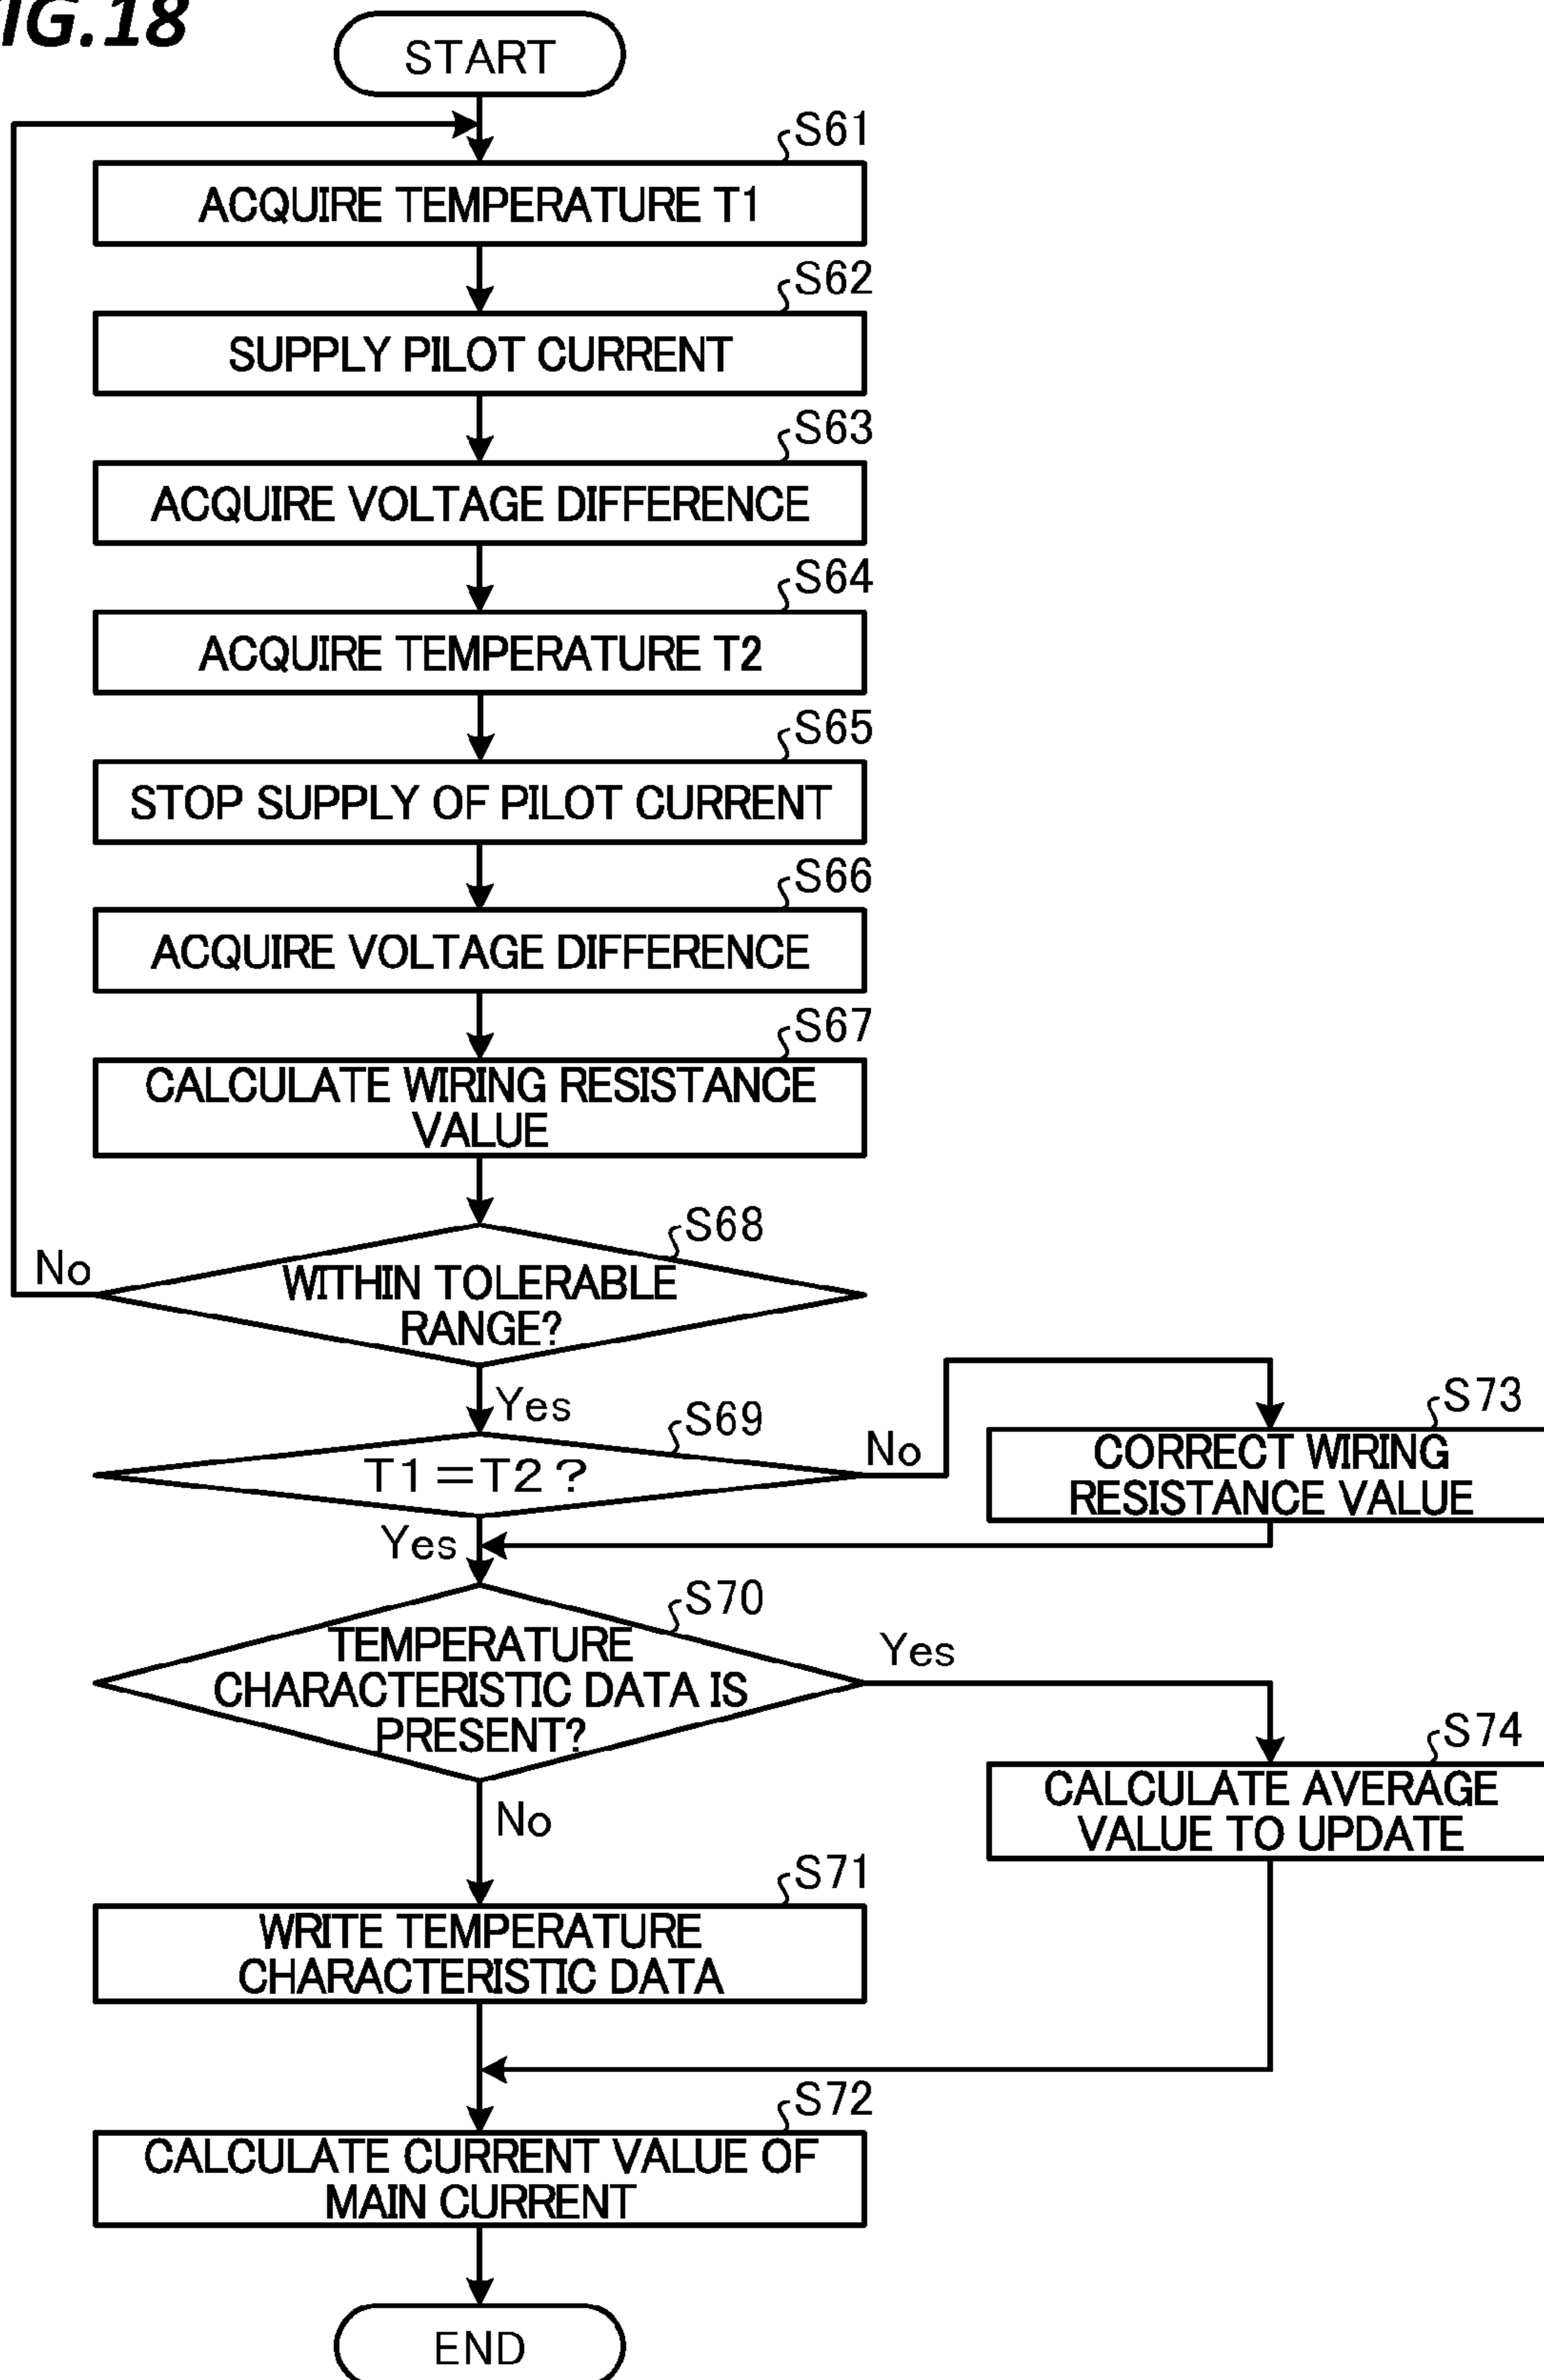 IG.18
START
S61
ACQUIRE TEMPERATURE T1
S62
SUPPLY PILOT CURRENT
S63
ACQUIRE VOLTAGE DIFFERENCE
S64
ACQUIRE TEMPERATURE T2
S65
STOP SUPPLY OF PILOT CURRENT
S66
ACQUIRE VOLTAGE DIFFERENCE
S67
CALCULATE WIRING RESISTANCE
VALUE
S68
No
WITHIN TOLERABLE
RANGE?
Yes
S69
T1=T2?
No
S73
CORRECT WIRING
RESISTANCE VALUE
Yes
S70
TEMPERATURE
CHARACTERISTIC DATA IS
PRESENT?
Yes
S74
CALCULATE AVERAGE
VALUE TO UPDATE
No
S71
WRITE TEMPERATURE
CHARACTERISTIC DATA
S72
CALCULATE CURRENT VALUE OF
MAIN CURRENT
END